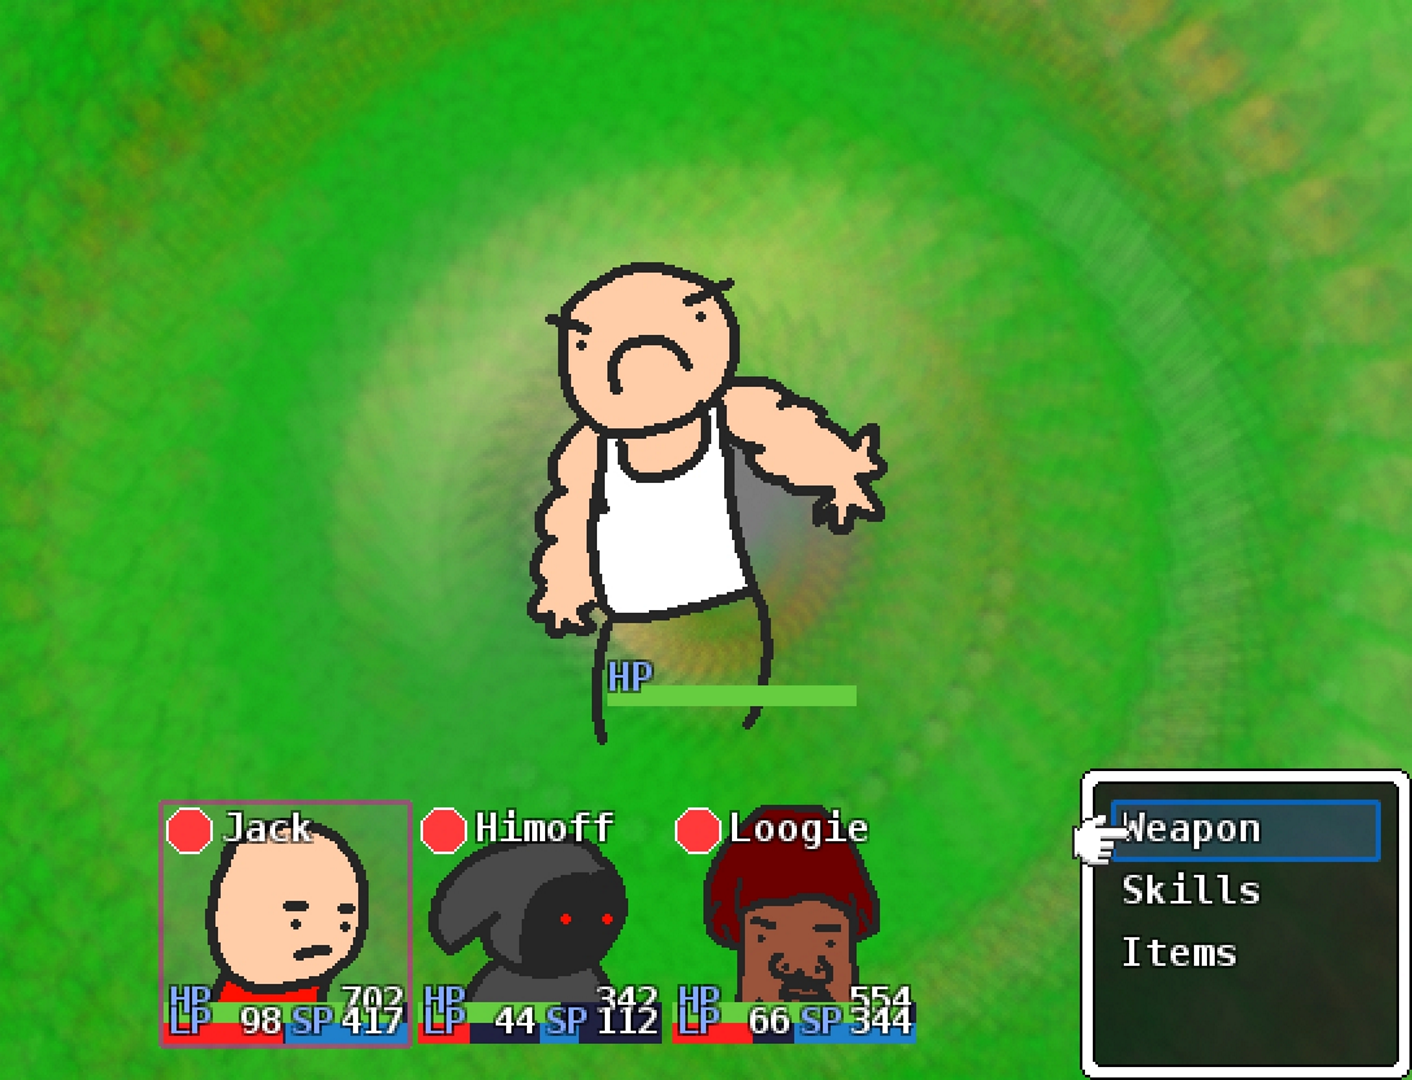 HP
Jack
HP 702
LP 98 SP 417
Himoff
HP 342
LP 44 SP 112
Loogie
HP 554
LP 66 SP 344
Weapon
Skills
Items